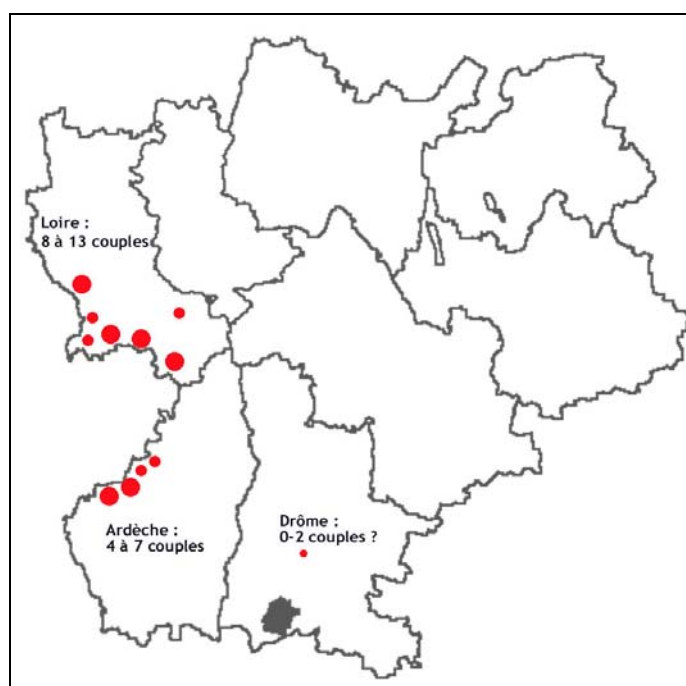 Loire :
8 à 13 couples
Ardèche :
4 à 7 couples
Drôme :
0-2 couples ?